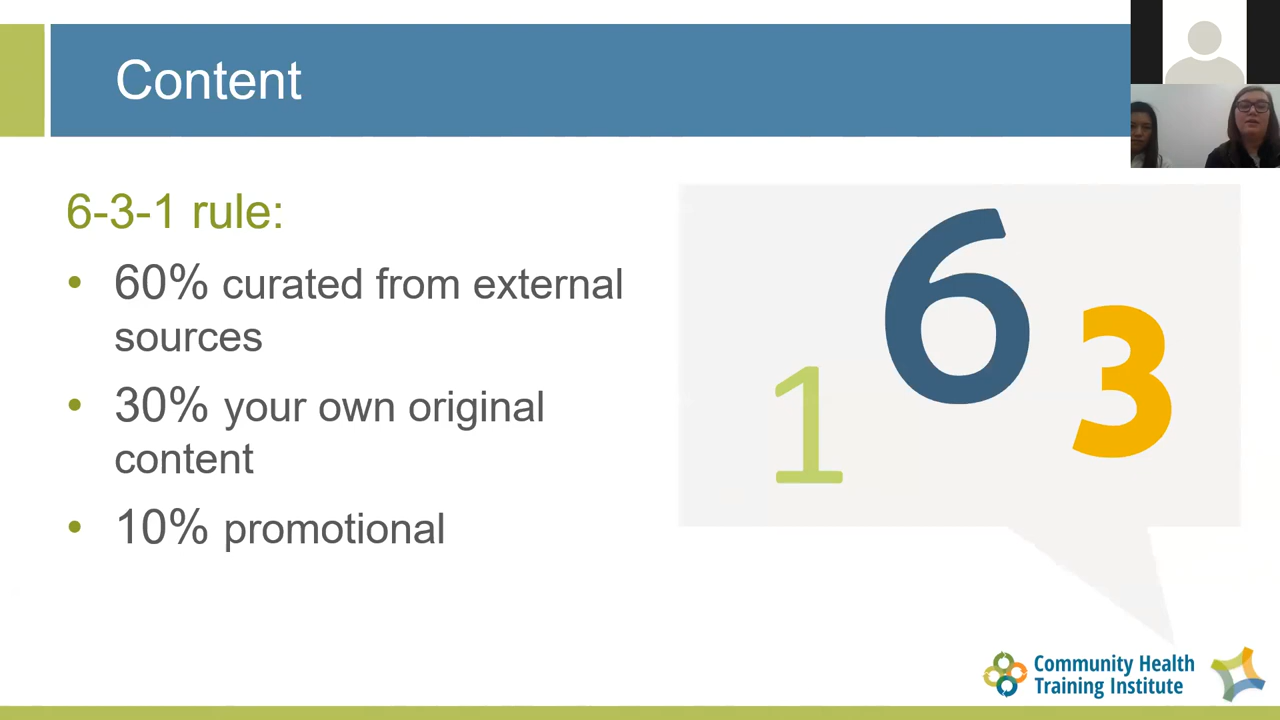 Content
6-3-1 rule:
• 60% curated from external
sources
• 30% your own original
content
• 10% promotional
1
6
3
Community Health
Training Institute